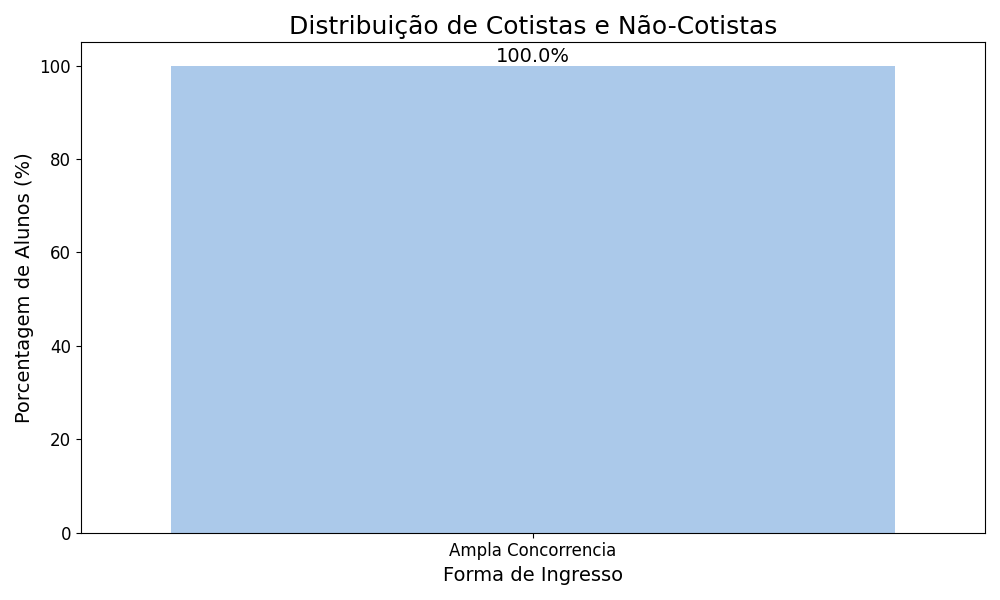 Distribuição de Cotistas e Não-Cotistas
100.0%
100
80
60
40
20
0
Porcentagem de Alunos (%)
Ampla Concorrencia
Forma de Ingresso